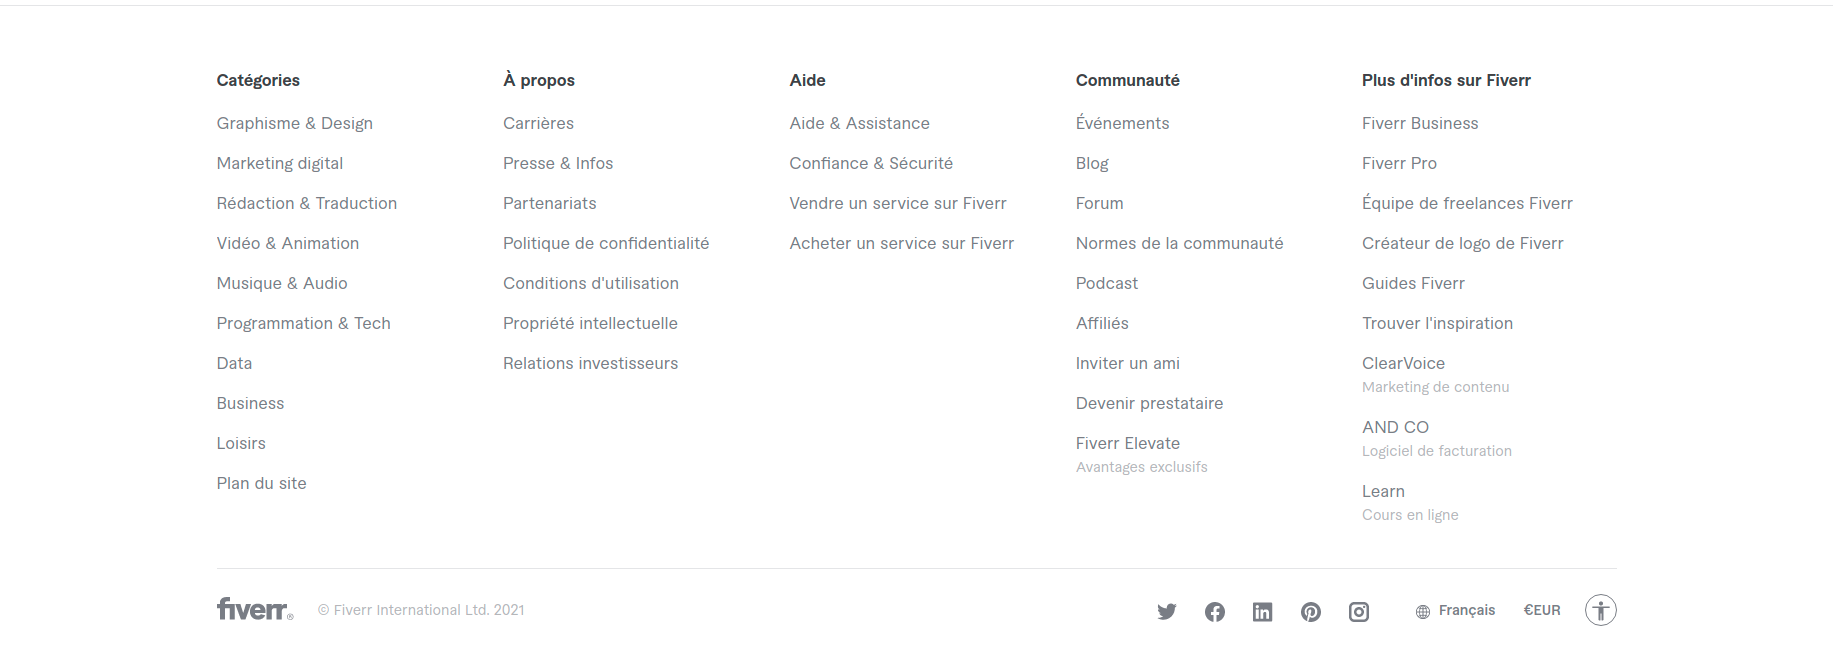 Catégories
Graphisme & Design
Marketing digital
Rédaction & Traduction
Vidéo & Animation
Musique & Audio
Programmation & Tech
Data
Business
Loisirs
Plan du site
À propos
Carrières
Presse & Infos
Partenariats
Politique de confidentialité
Conditions d'utilisation
Propriété intellectuelle
Relations investisseurs
Aide
Aide & Assistance
Confiance & Sécurité
Vendre un service sur Fiverr
Acheter un service sur Fiverr
Communauté
Événements
Blog
Forum
Normes de la communauté
Podcast
Affiliés
Inviter un ami
Devenir prestataire
Fiverr Elevate
Avantages exclusifs
Plus d'infos sur Fiverr
Fiverr Business
Fiverr Pro
Équipe de freelances Fiverr
Créateur de logo de Fiverr
Guides Fiverr
Trouver l'inspiration
ClearVoice
Marketing de contenu
AND CO
Logiciel de facturation
Learn
Cours en ligne
fiverr® © Fiverr International Ltd. 2021 in Français €EUR